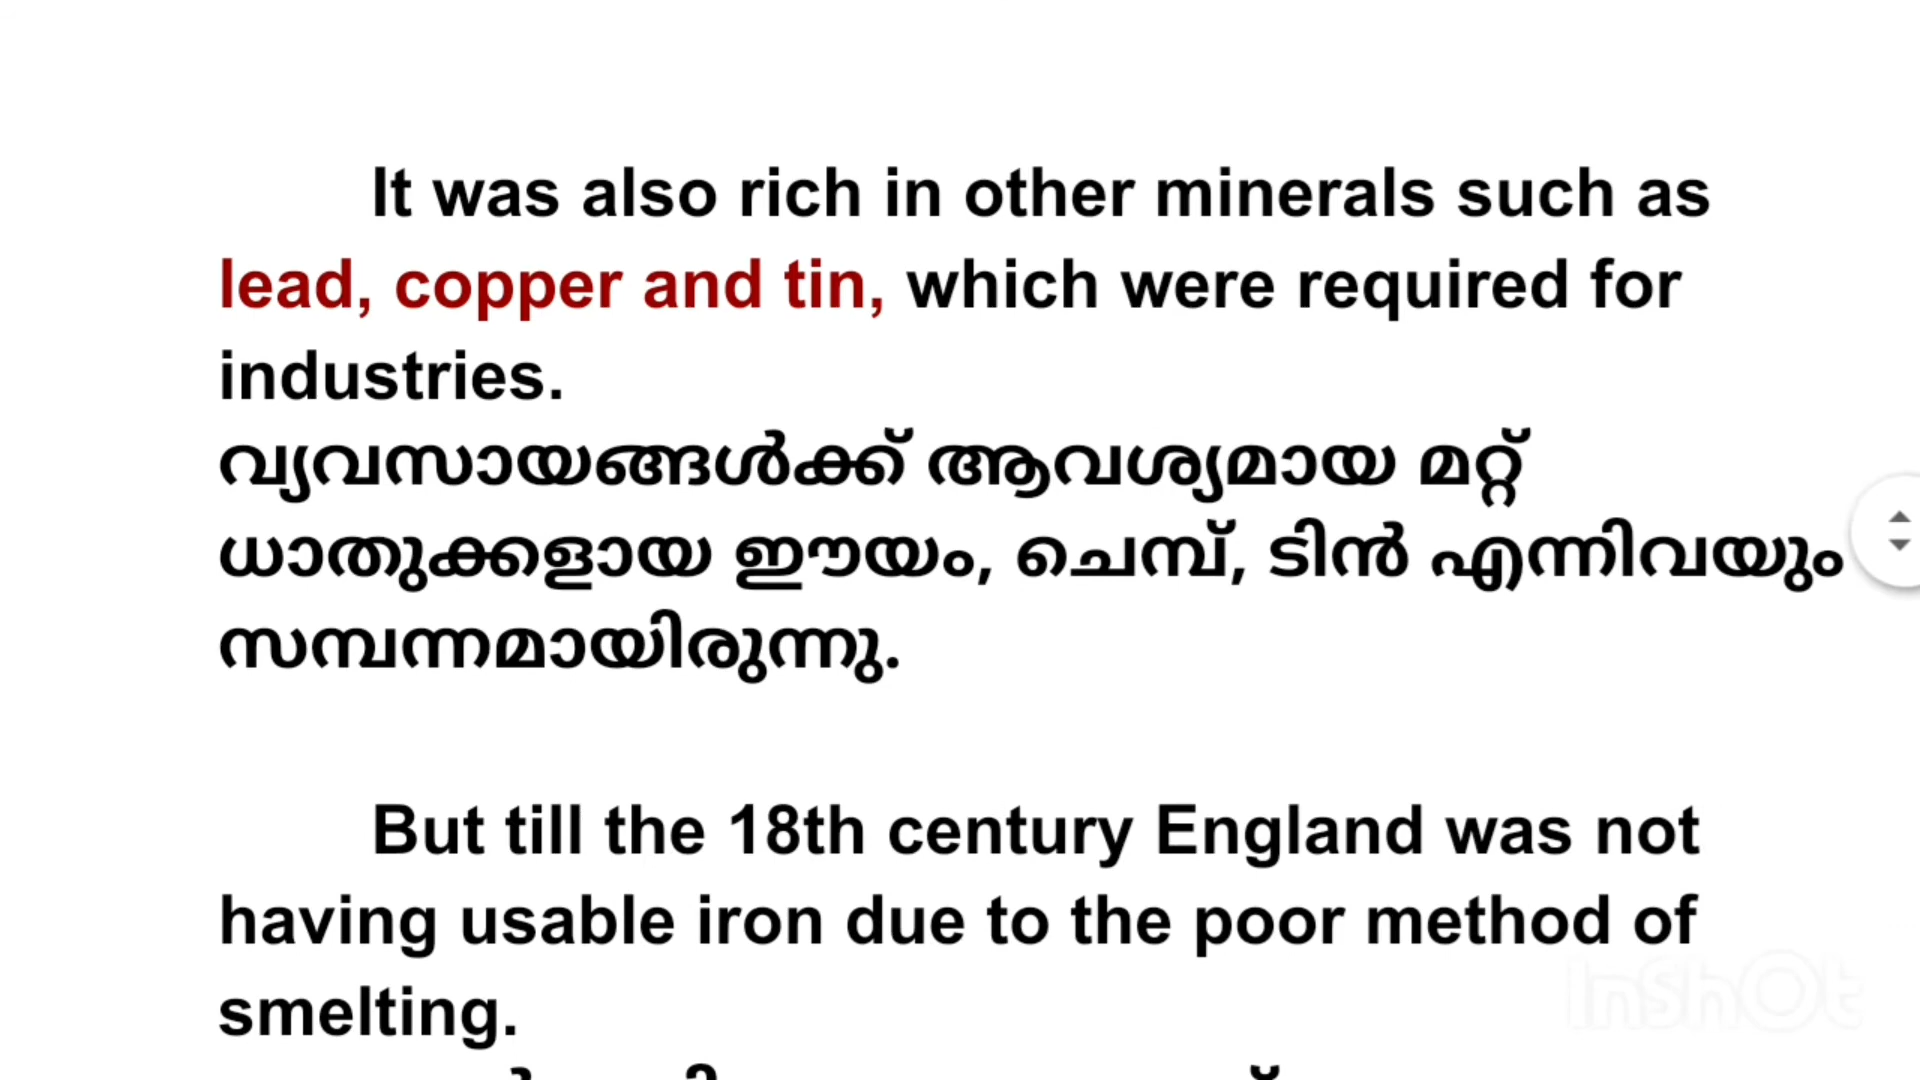 It was also rich in other minerals such as
lead, copper and tin, which were required for
industries.
വ്യവസായങ്ങൾക്ക് ആവശ്യമായ മറ്റ്
ധാതുക്കളായ ഈയം, ചെമ്പ്, ടിൻ എന്നിവയും
സമ്പന്നമായിരുന്നു.
But till the 18th century England was not
having usable iron due to the poor method of
smelting.
InShOt